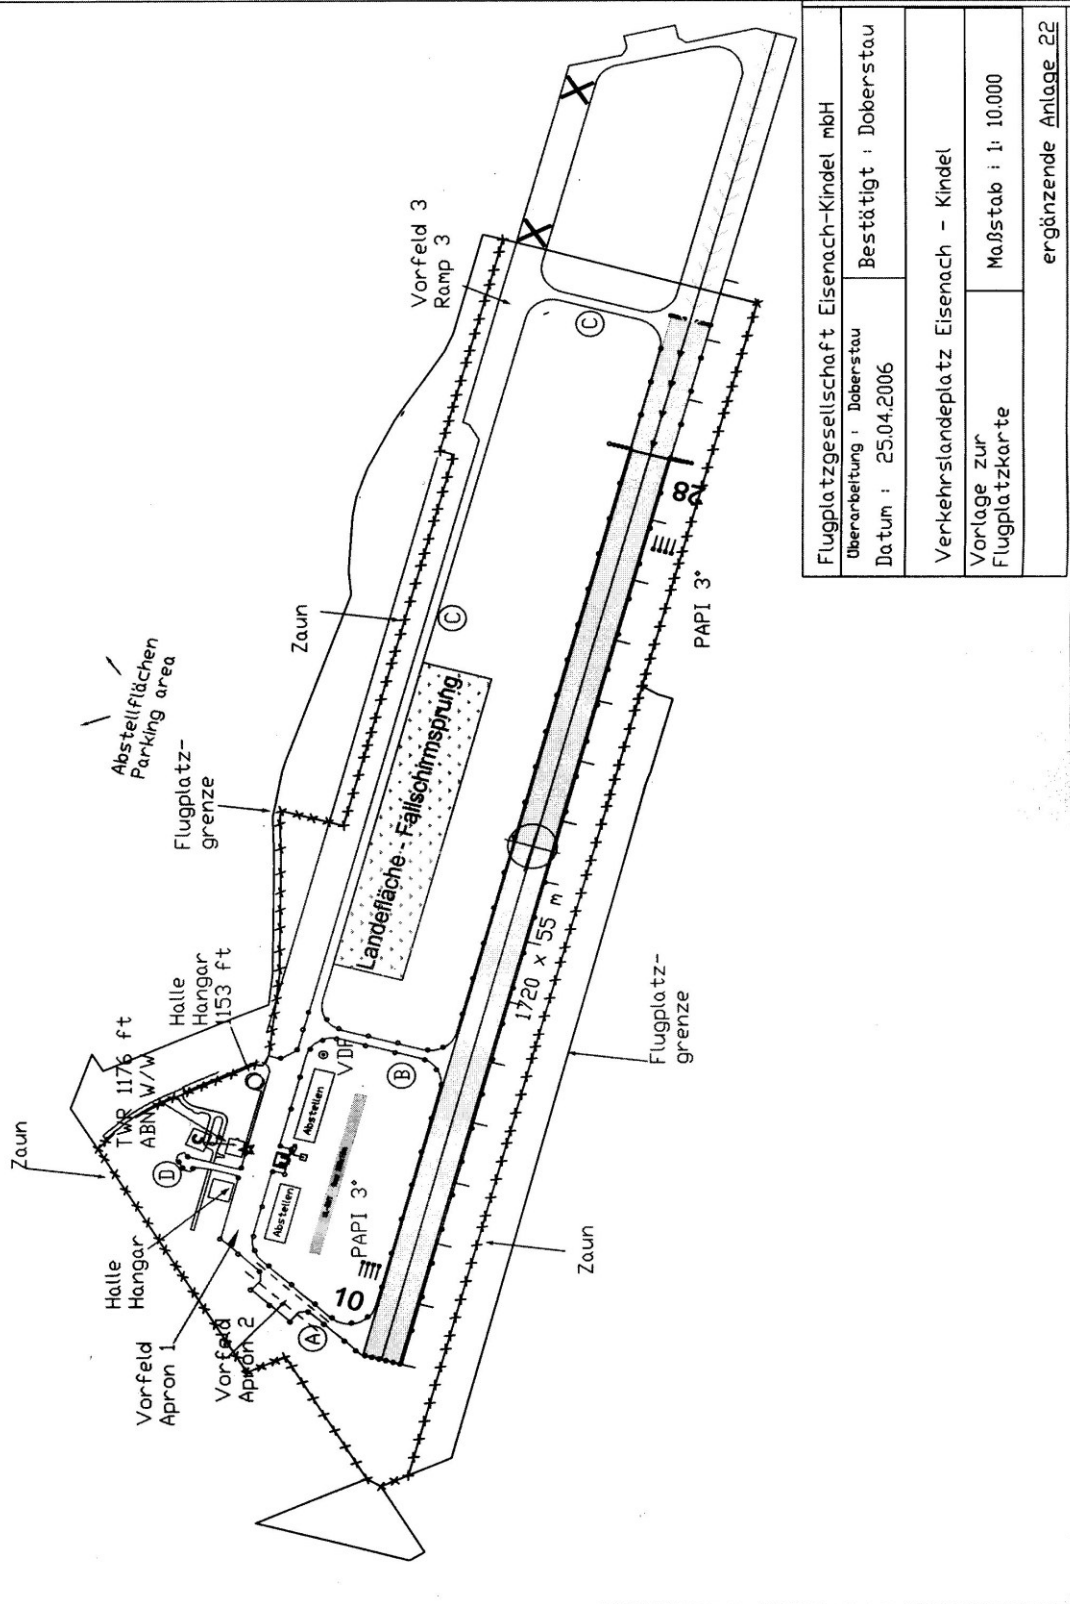 Zaun
TWR 1176 ft
ABN W/W
Halle
Hangar
1153 ft
Flugplatz-
grenze
Abstellflächen
Parking area
Zaun
Vorfeld 3
Ramp 3
Halle
Hangar
D
Vorfeld
Apron 1
Vorfeld
Apron 2
A
Abstellen
Abstellen
VDF
B
PAPI 3°
10
Landefläche - Fallschirmsprung
C
C
1720 x 55 m
28
PAPI 3°
Zaun
Flugplatz-
grenze
Flugplatzgesellschaft Eisenach-Kindel mbH
Überarbeitung : Doberstau
Bestätigt : Doberstau
Datum : 25.04.2006
Verkehrslandeplatz Eisenach - Kindel
Vorlage zur
Flugplatzkarte
Maßstab : 1: 10.000
ergänzende Anlage 22